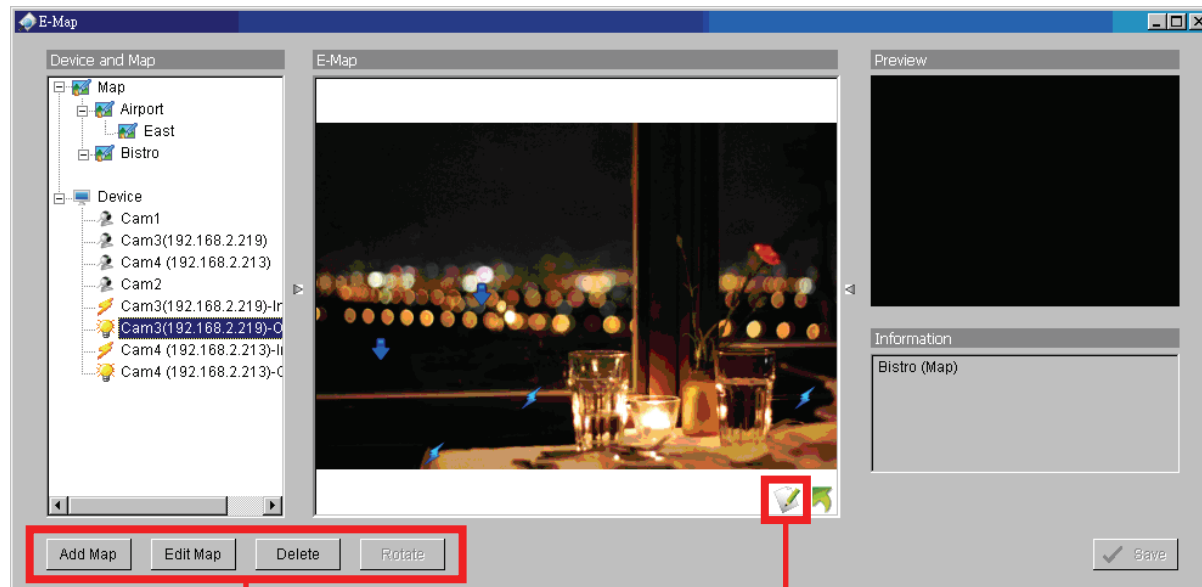 E-Map
Device and Map
Map
Airport
East
Bistro
Device
Cam1
Cam3(192.168.2.219)
Cam4 (192.168.2.213)
Cam2
Cam3(192.168.2.219)-Ir
Cam3(192.168.2.219)-O
Cam4 (192.168.2.213)-Ii
Cam4 (192.168.2.213)-C
E-Map
Preview
Information
Bistro (Map)
Add Map
Edit Map
Delete
Rotate
Save